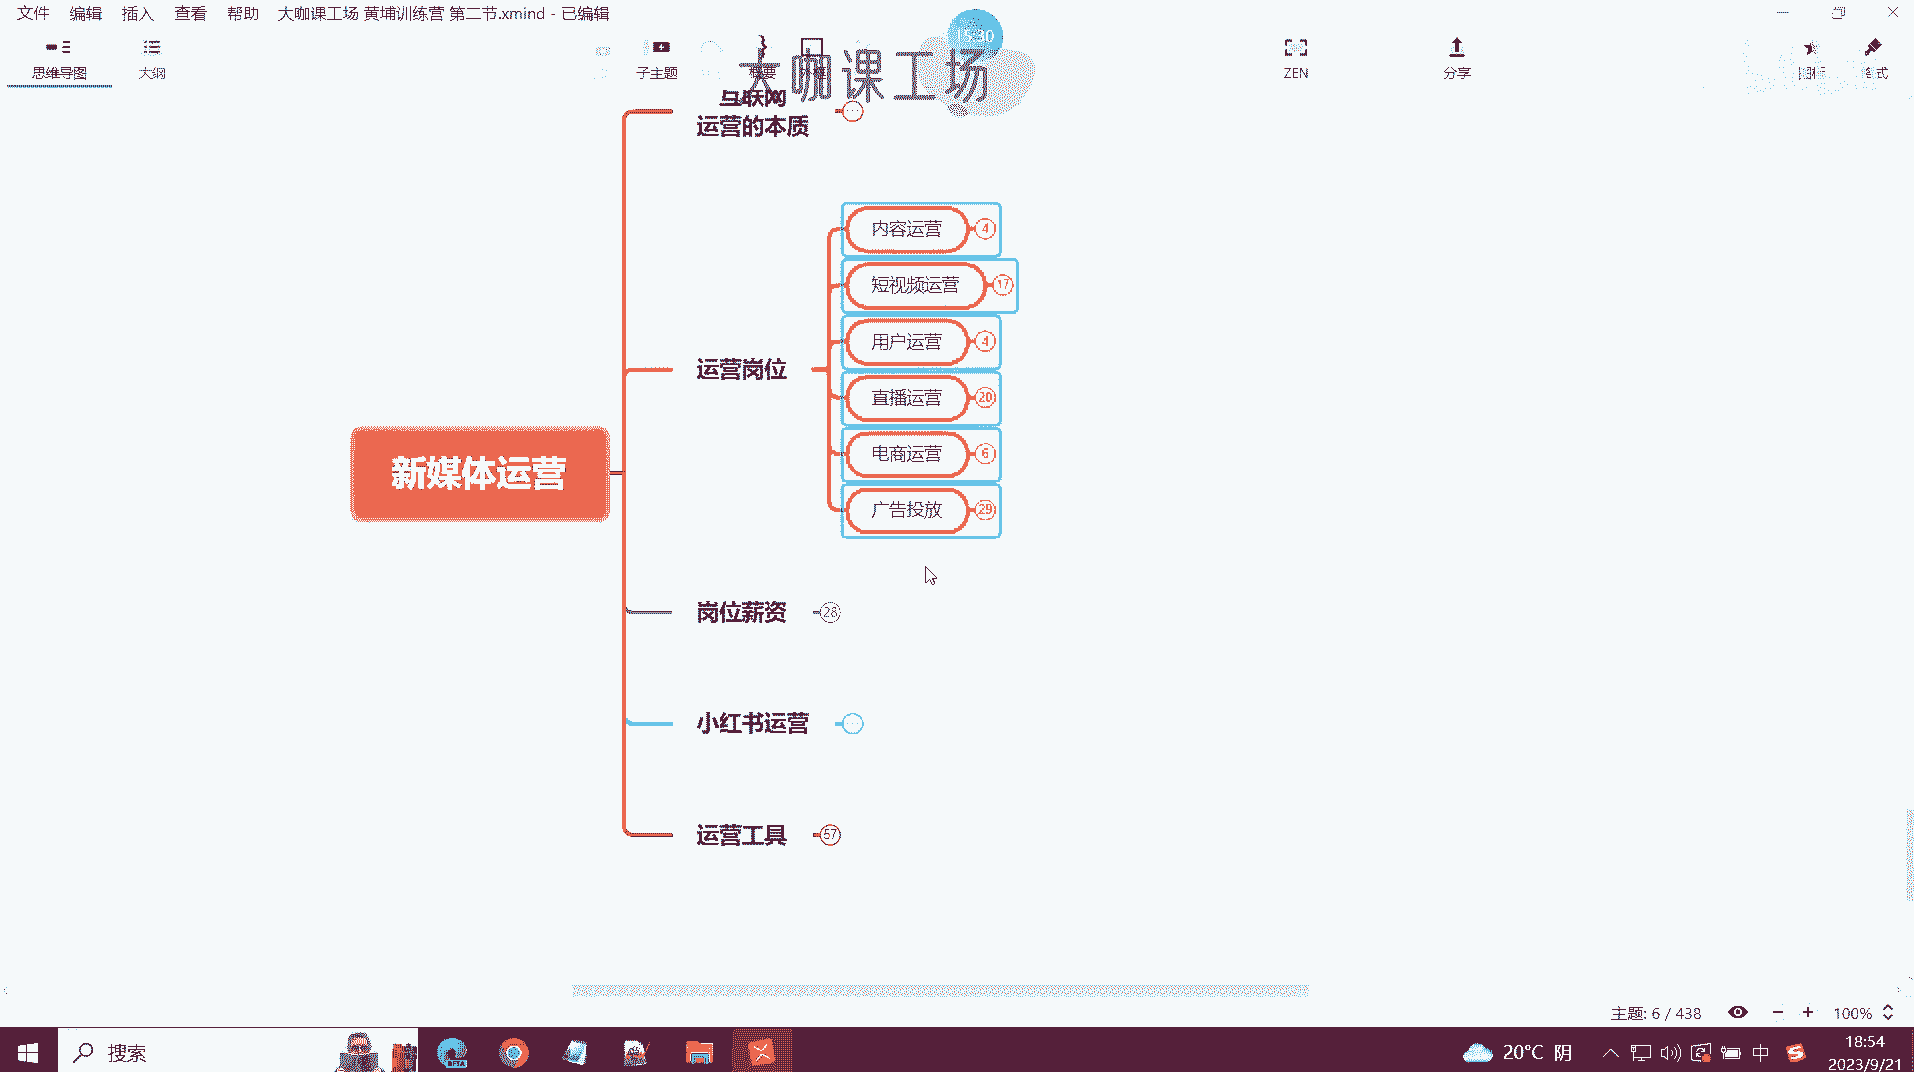 文件 编辑 插入 查看 帮助 大咖课工场 黄埔训练营 第二节.xmind - 已编辑
15:30
大咖课工场
思维导图 大纲 子主题 概要 ZEN 分享 格式
互联网
运营的本质
内容运营 4
短视频运营 17
用户运营 4
运营岗位
直播运营 20
电商运营 6
新媒体运营
广告投放 29
岗位薪资 28
小红书运营
运营工具 57
主题: 6 / 438 100%
搜索
BETA
20°C 阴
中
18:54
2023/9/21